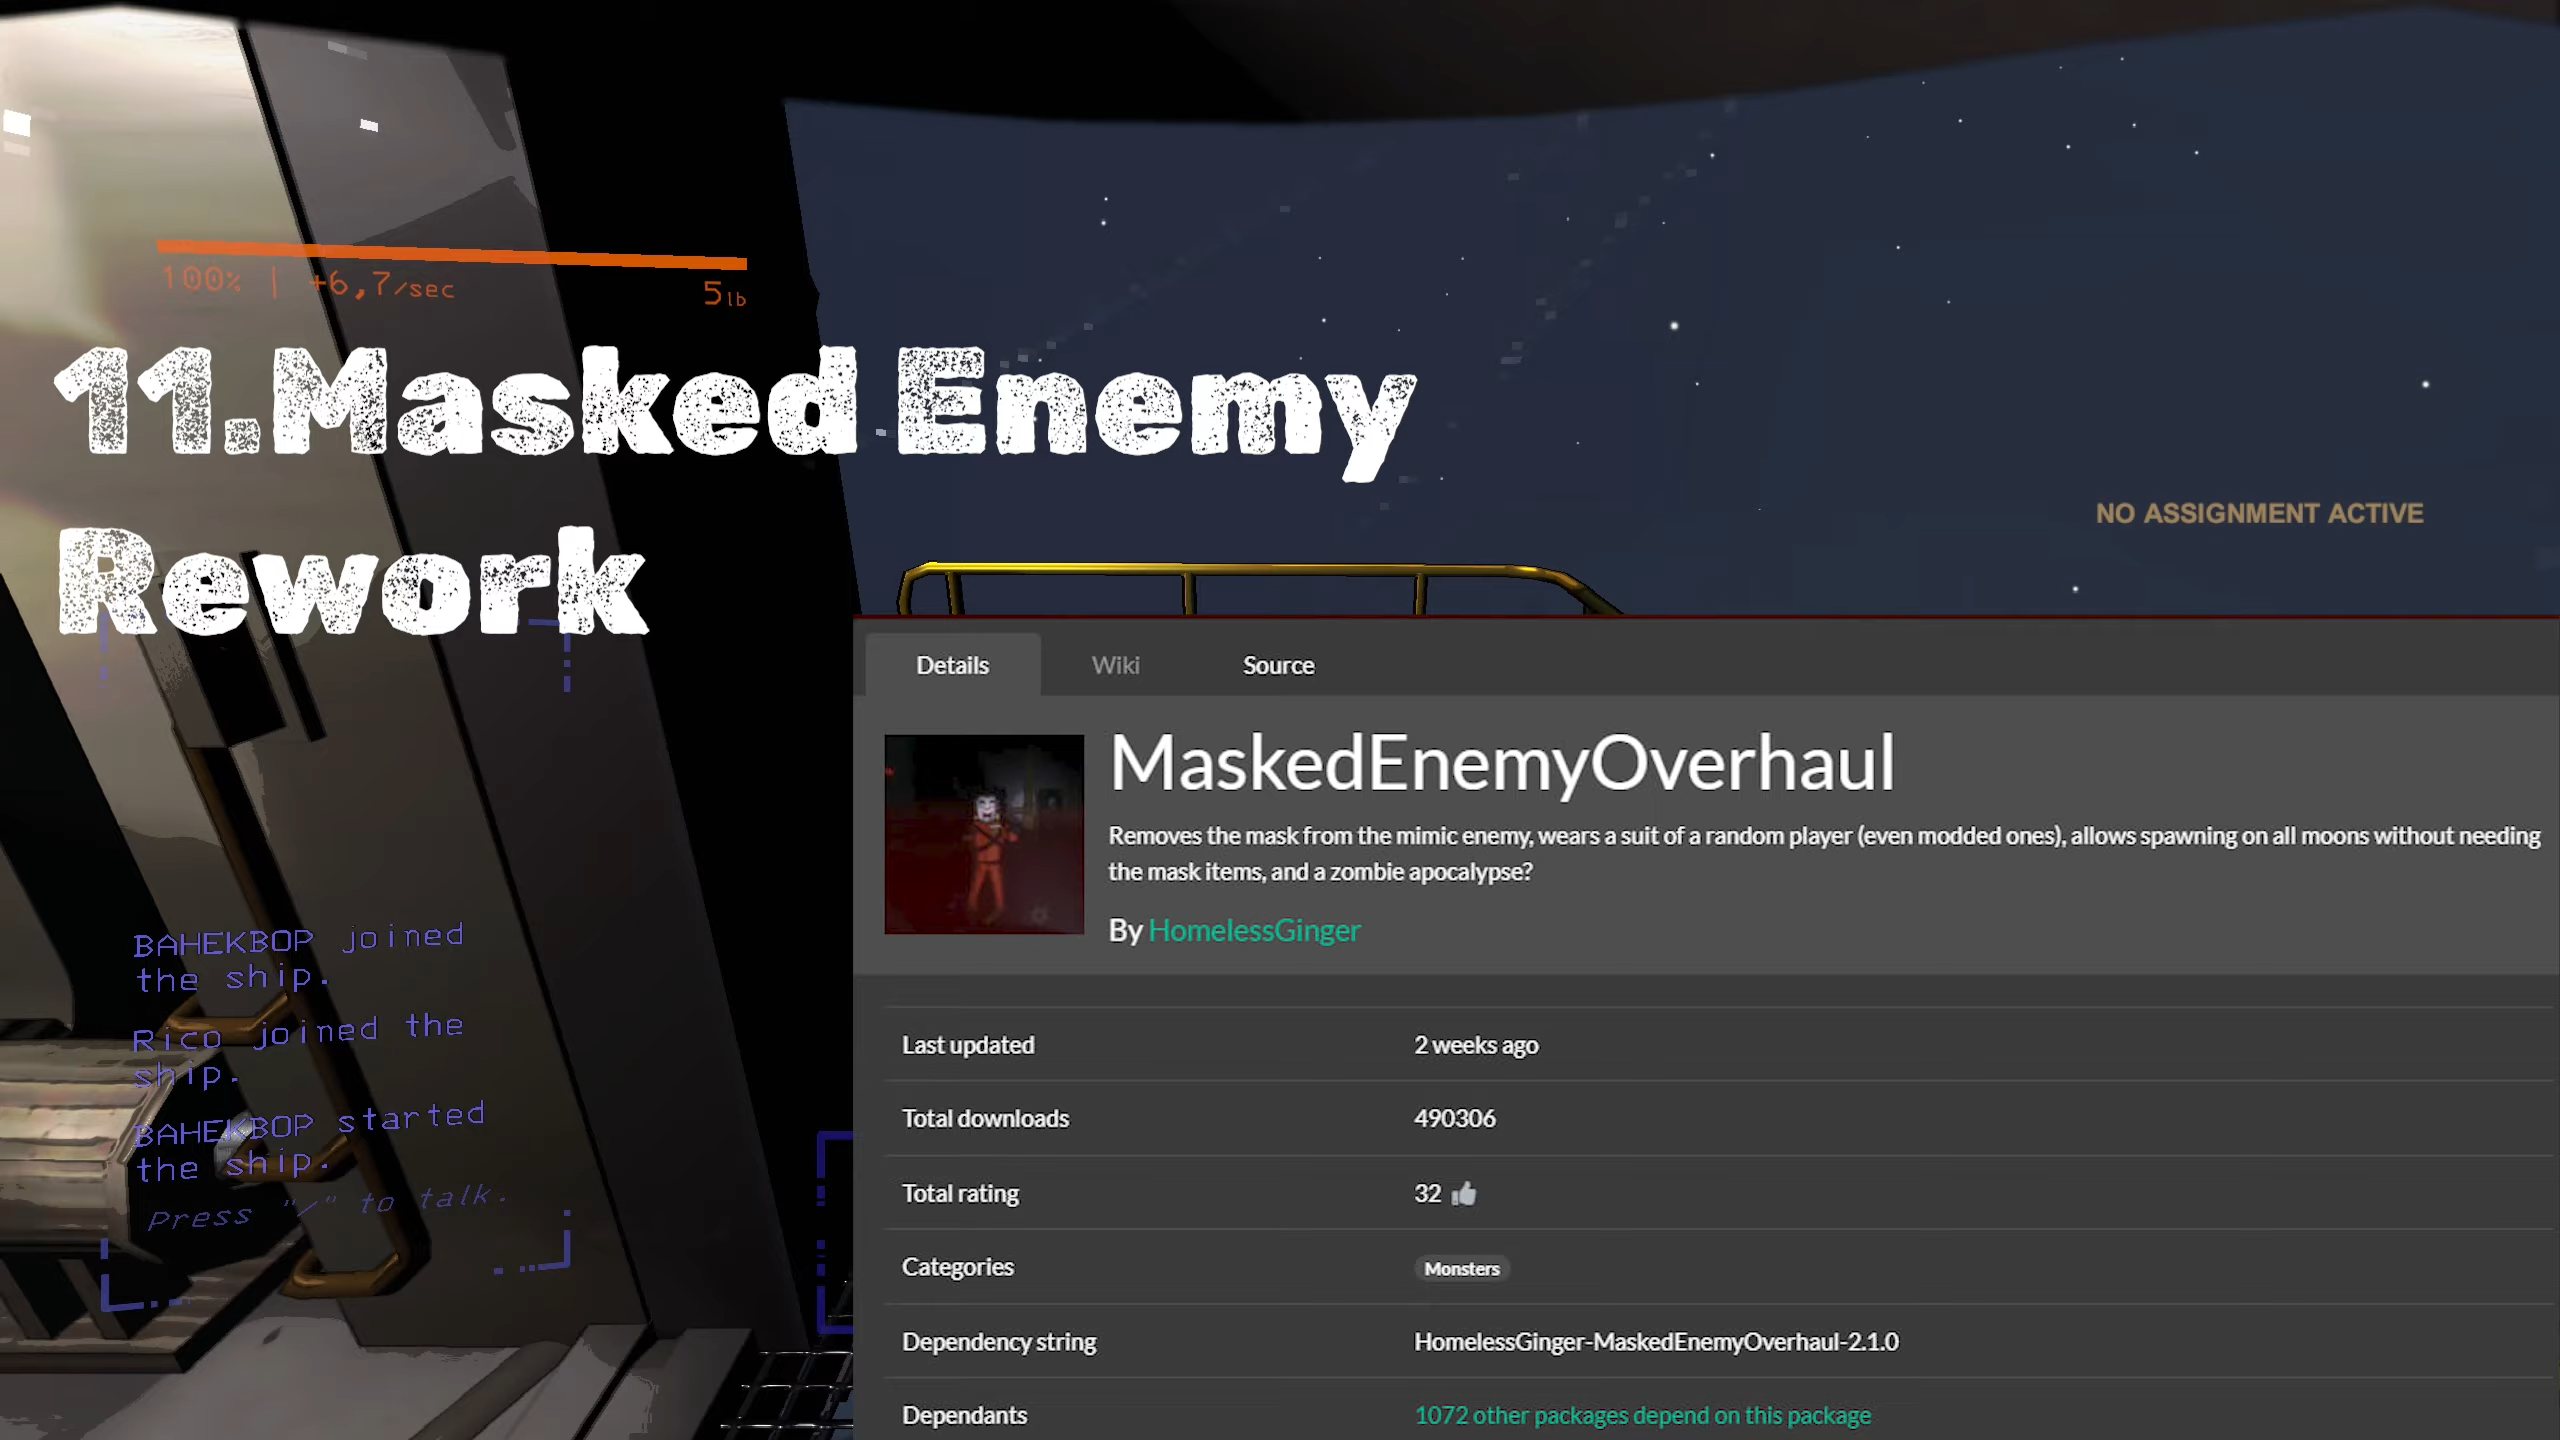 100% | +6,7/sec
5lb
11.Masked Enemy
Rework
NO ASSIGNMENT ACTIVE
Details
Wiki
Source
MaskedEnemyOverhaul
Removes the mask from the mimic enemy, wears a suit of a random player (even modded ones), allows spawning on all moons without needing
the mask items, and a zombie apocalypse?
By HomelessGinger
BAHEKBOP joined
the ship.
Rico joined the
ship.
BAHEKBOP started
the ship.
Press "/" to talk.
Last updated 2 weeks ago
Total downloads 490306
Total rating 32
Categories Monsters
Dependency string HomelessGinger-MaskedEnemyOverhaul-2.1.0
Dependants 1072 other packages depend on this package